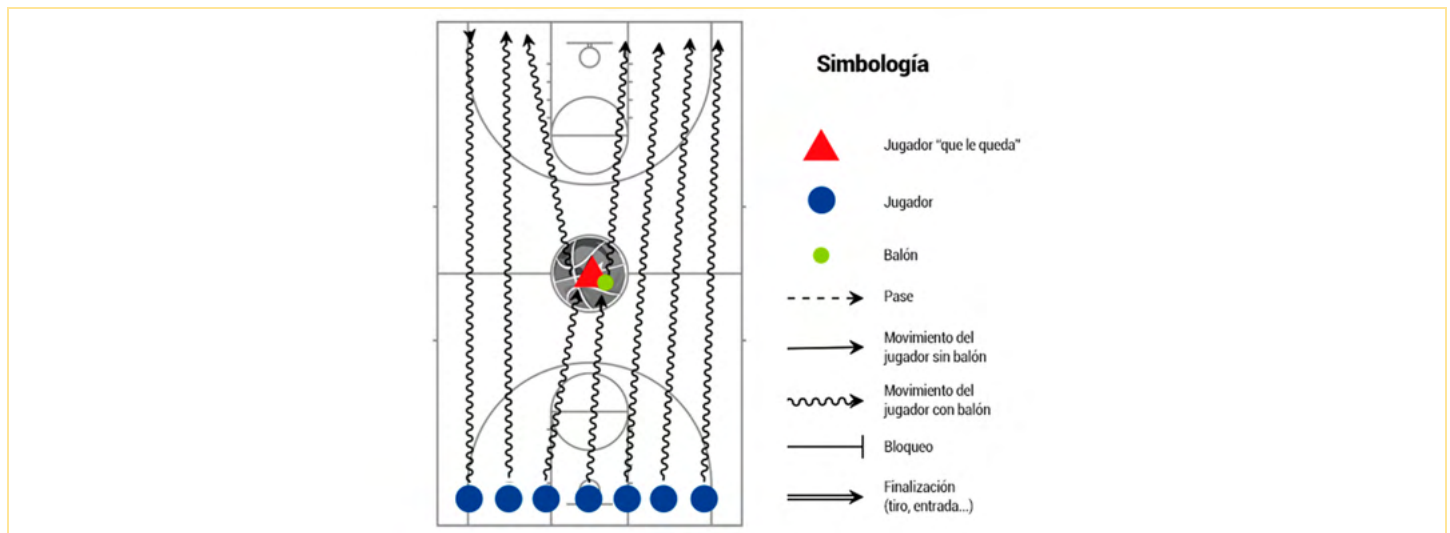 Simbología
Jugador “que le queda”
Jugador
Balón
Pase
Movimiento del
jugador sin balón
Movimiento del
jugador con balón
Bloqueo
Finalización
(tiro, entrada...)